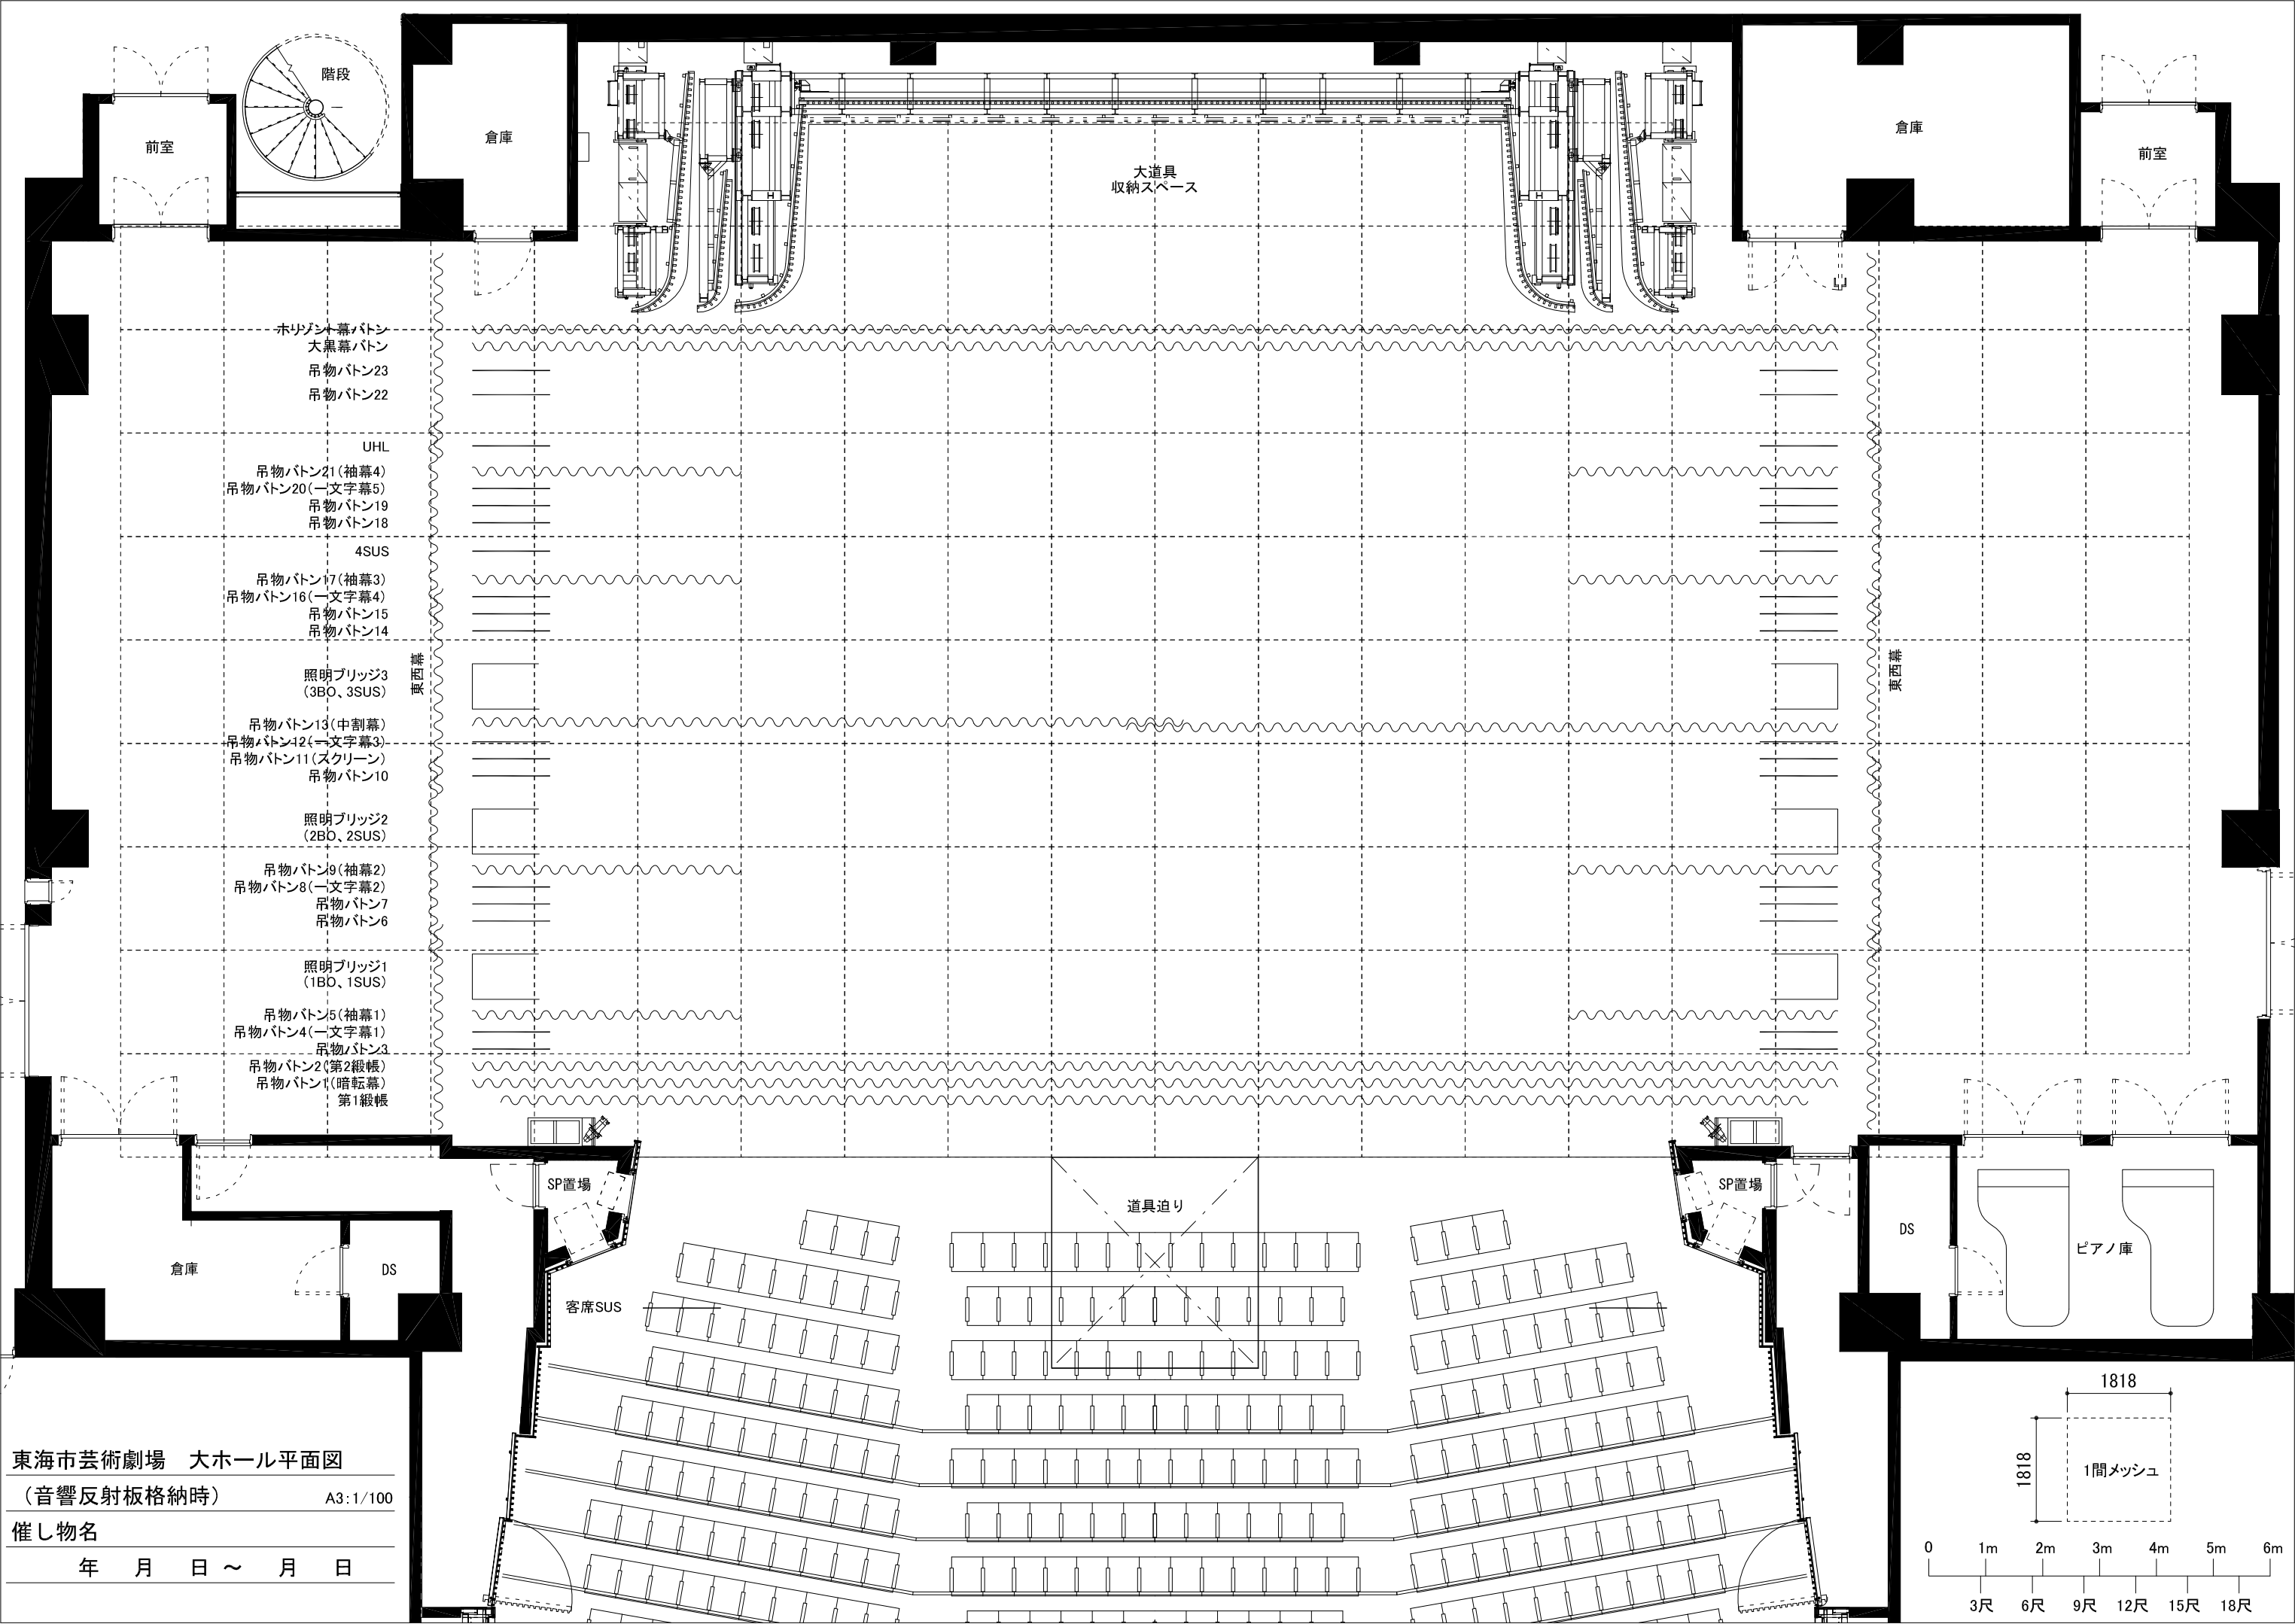 階段
倉庫
前室
大道具
収納スペース
倉庫
前室
ホリゾント幕バトン
大黒幕バトン
吊物バトン23
吊物バトン22
UHL
吊物バトン21(袖幕4)
吊物バトン20(一文字幕5)
吊物バトン19
吊物バトン18
4SUS
吊物バトン17(袖幕3)
吊物バトン16(一文字幕4)
吊物バトン15
吊物バトン14
照明ブリッジ3
(3BO、3SUS)
東西幕
東西幕
吊物バトン13(中割幕)
吊物バトン12(一文字幕3)
吊物バトン11(スクリーン)
吊物バトン10
照明ブリッジ2
(2BO、2SUS)
吊物バトン9(袖幕2)
吊物バトン8(一文字幕2)
吊物バトン7
吊物バトン6
照明ブリッジ1
(1BO、1SUS)
吊物バトン5(袖幕1)
吊物バトン4(一文字幕1)
吊物バトン3
吊物バトン2(第2緞帳)
吊物バトン1(暗転幕)
第1緞帳
SP置場
道具迫り
SP置場
倉庫
DS
客席SUS
DS
ピアノ庫
東海市芸術劇場 大ホール平面図
(音響反射板格納時) A3:1/100
催し物名
年 月 日 ～ 月 日
1818
1818
1間メッシュ
0 1m 2m 3m 4m 5m 6m
3尺 6尺 9尺 12尺 15尺 18尺